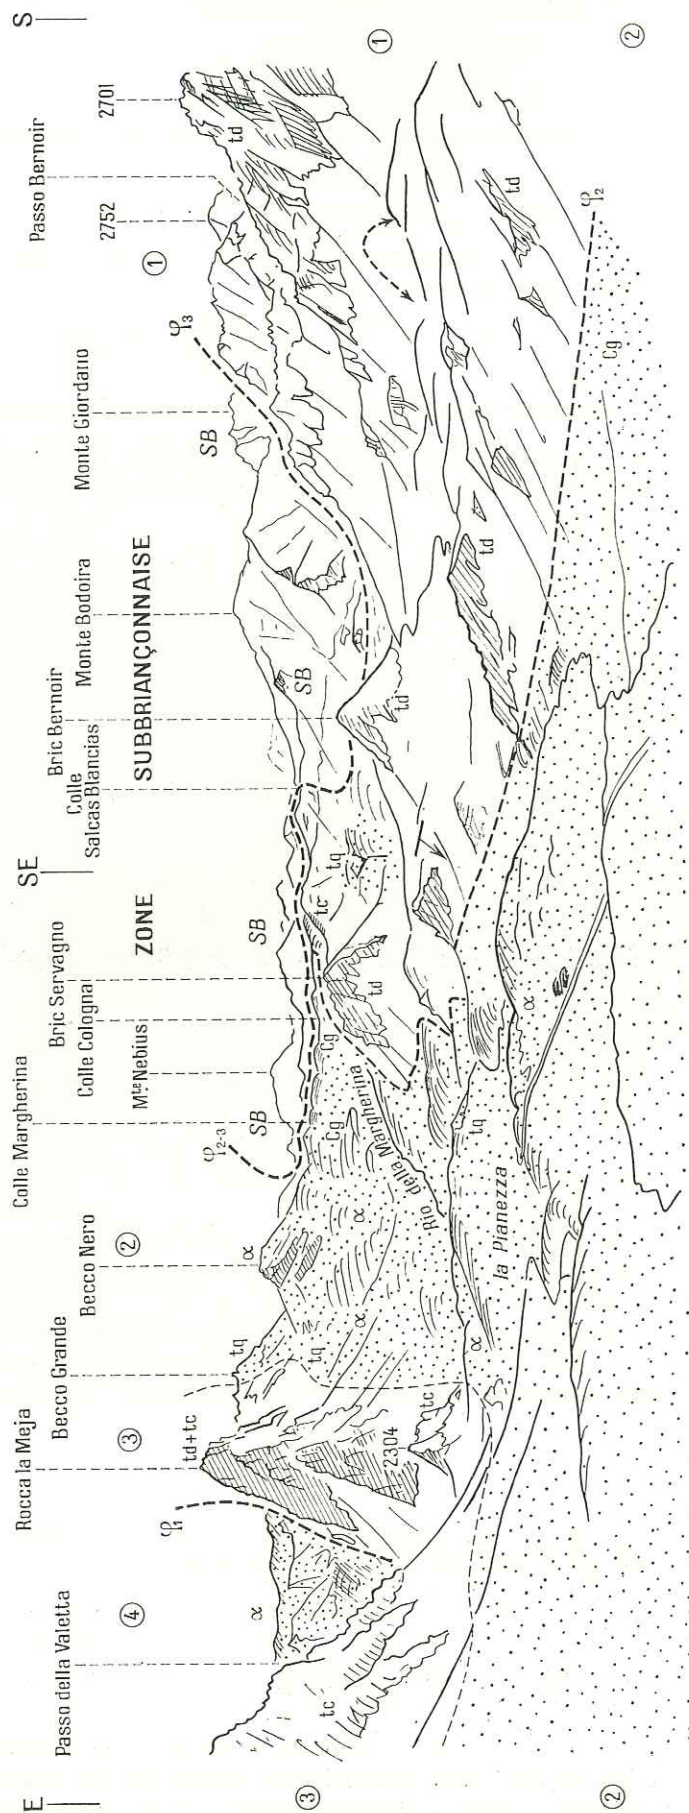 E
SE
S
Rocca la Meja
Colle Margherina
Passo della Valetta
Becco Grande
Bric Servagno
Bric Bernoir
Passo Bernoir
Becco Nero
Colle Cologna
Colle
Salcas Blancias
Monte Bodoira
Monte Giordano
2752
2701
Mte Nebius
④
③
②
ZONE
SUBBRIANÇONNAISE
①
φ1
td+tc
φ2-3
φ3
α
tq
α
SB
SB
SB
SB
td
tc
tq
α
α
Cg
Cg
tc
td
tq
td
①
③
2304
tc
Rio della Margherina
α
tq
la Pianezza
α
td
td
φ2
②
Cg
②